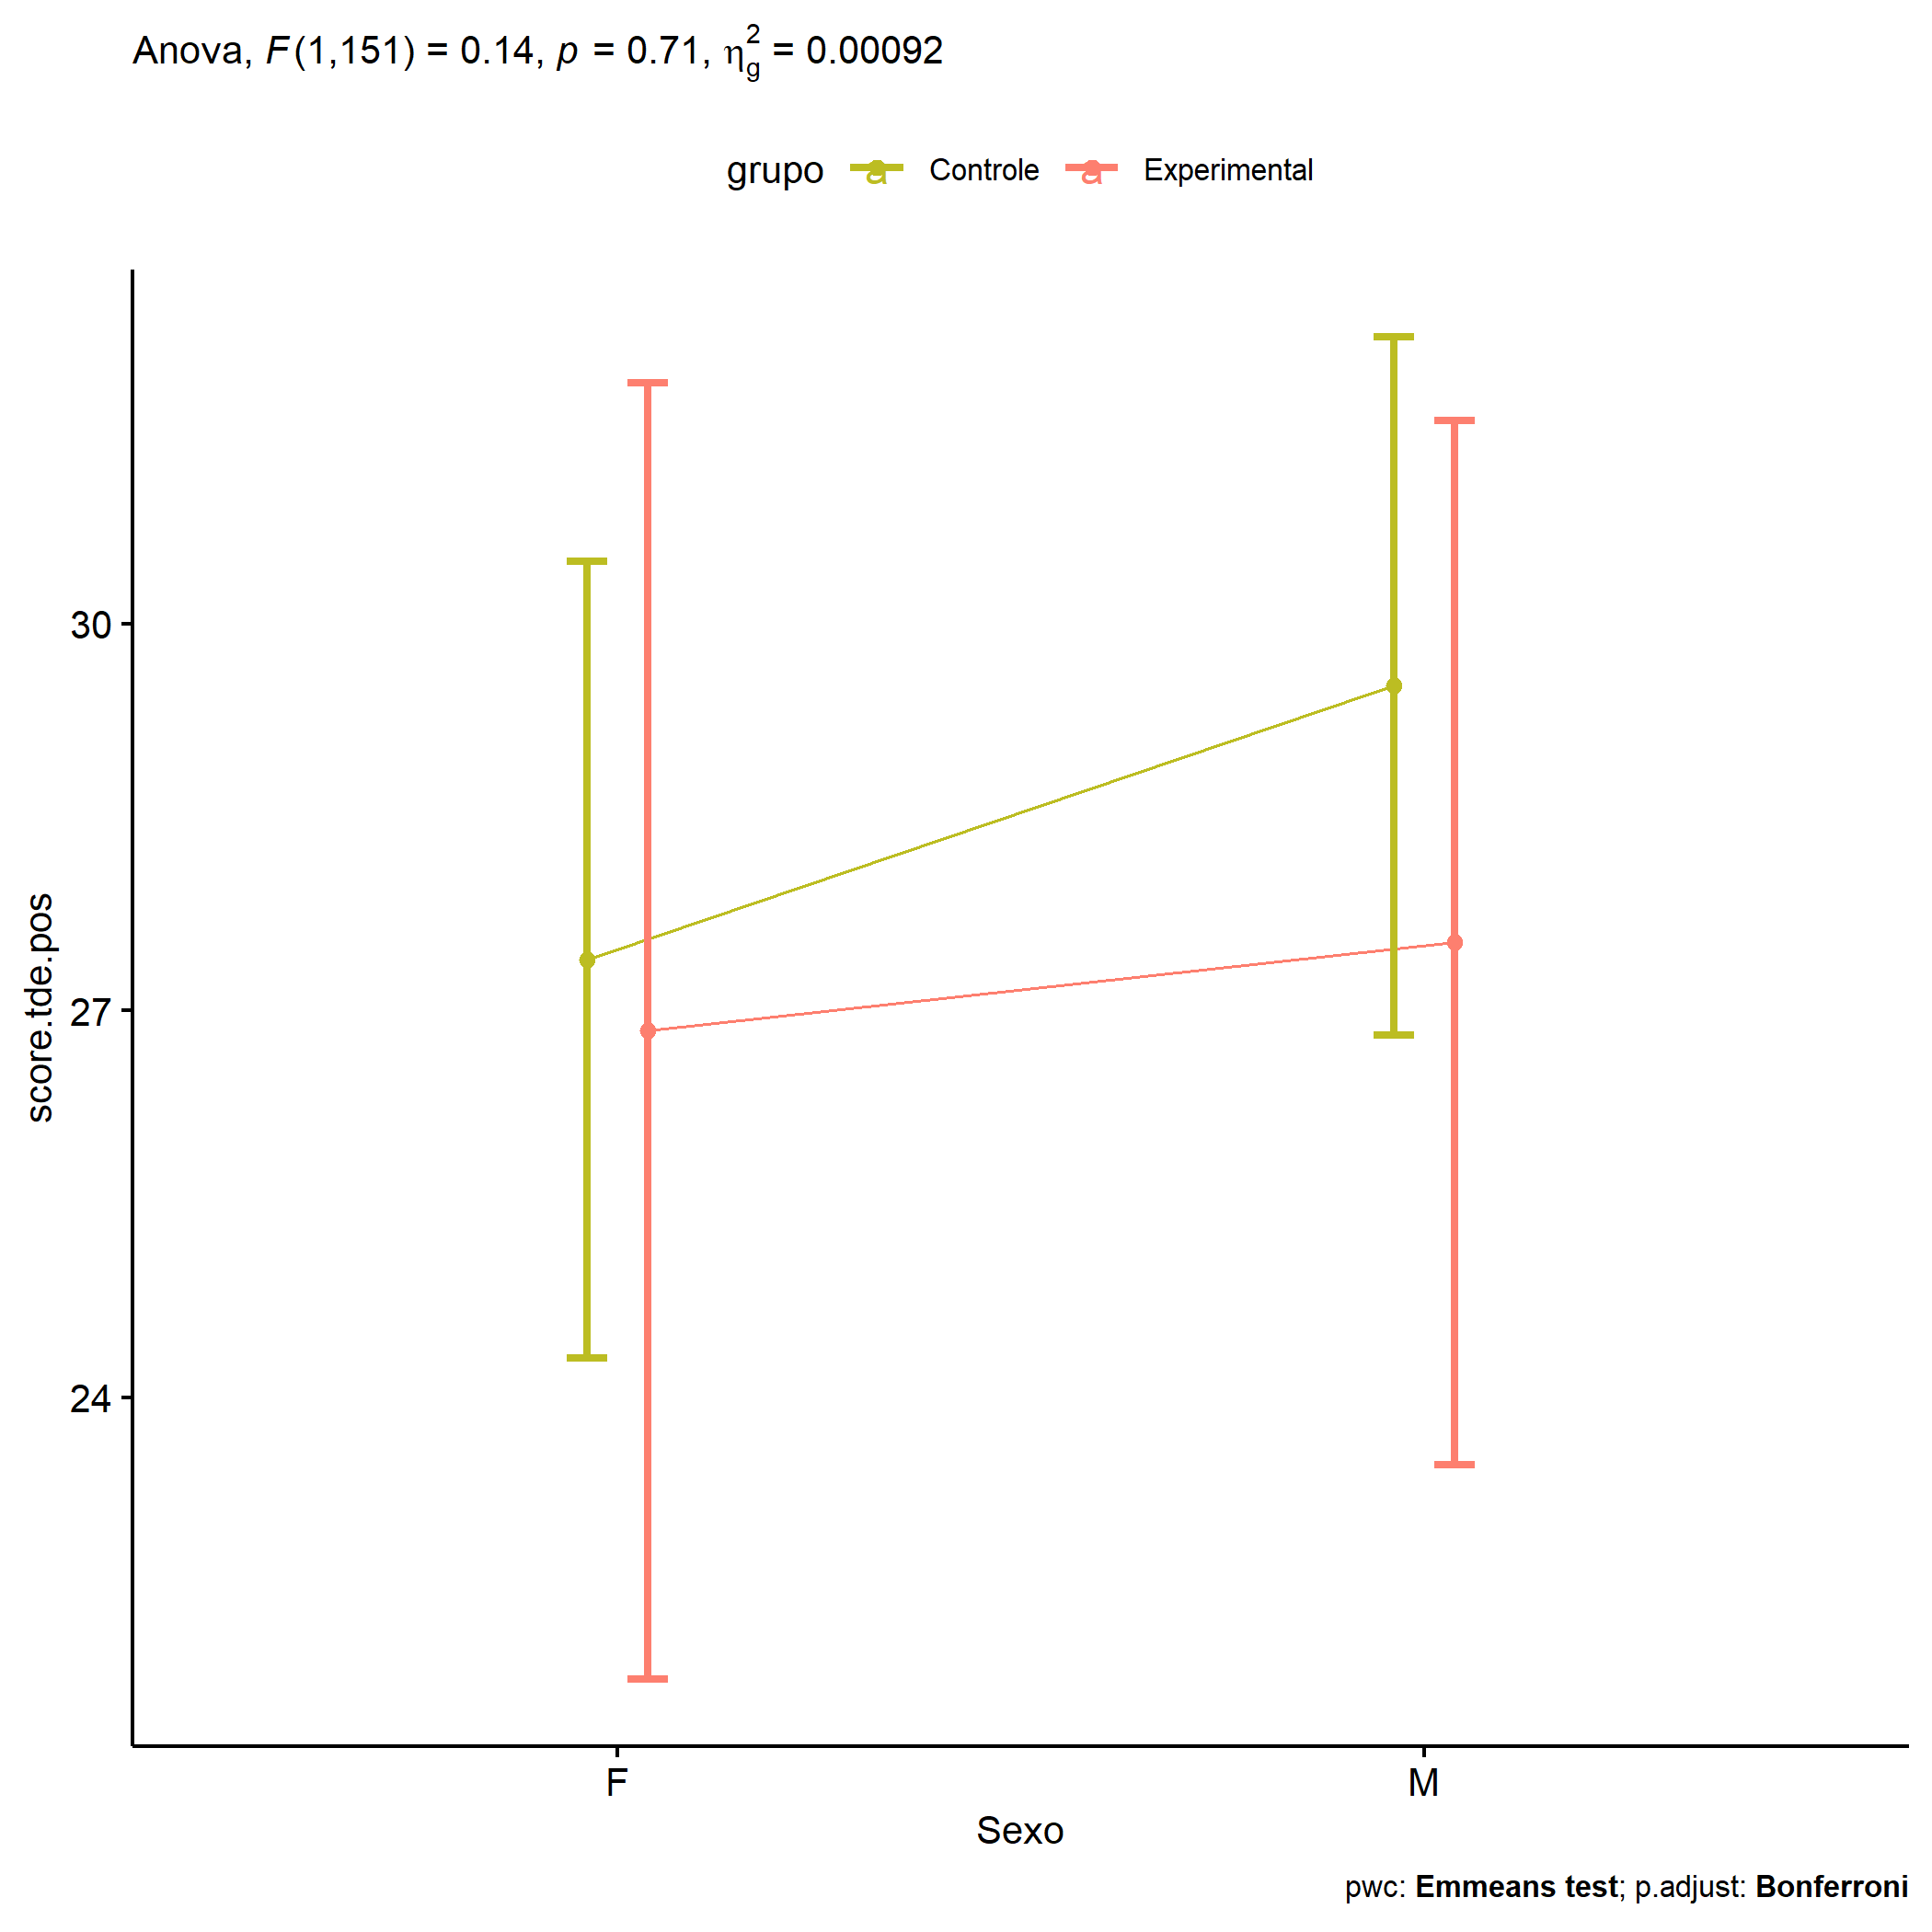 Anova, F(1,151) = 0.14, p = 0.71, η²g = 0.00092
grupo a Controle a Experimental
30
27
24
score.tde.pos
F M
Sexo
pwc: Emmeans test; p.adjust: Bonferroni